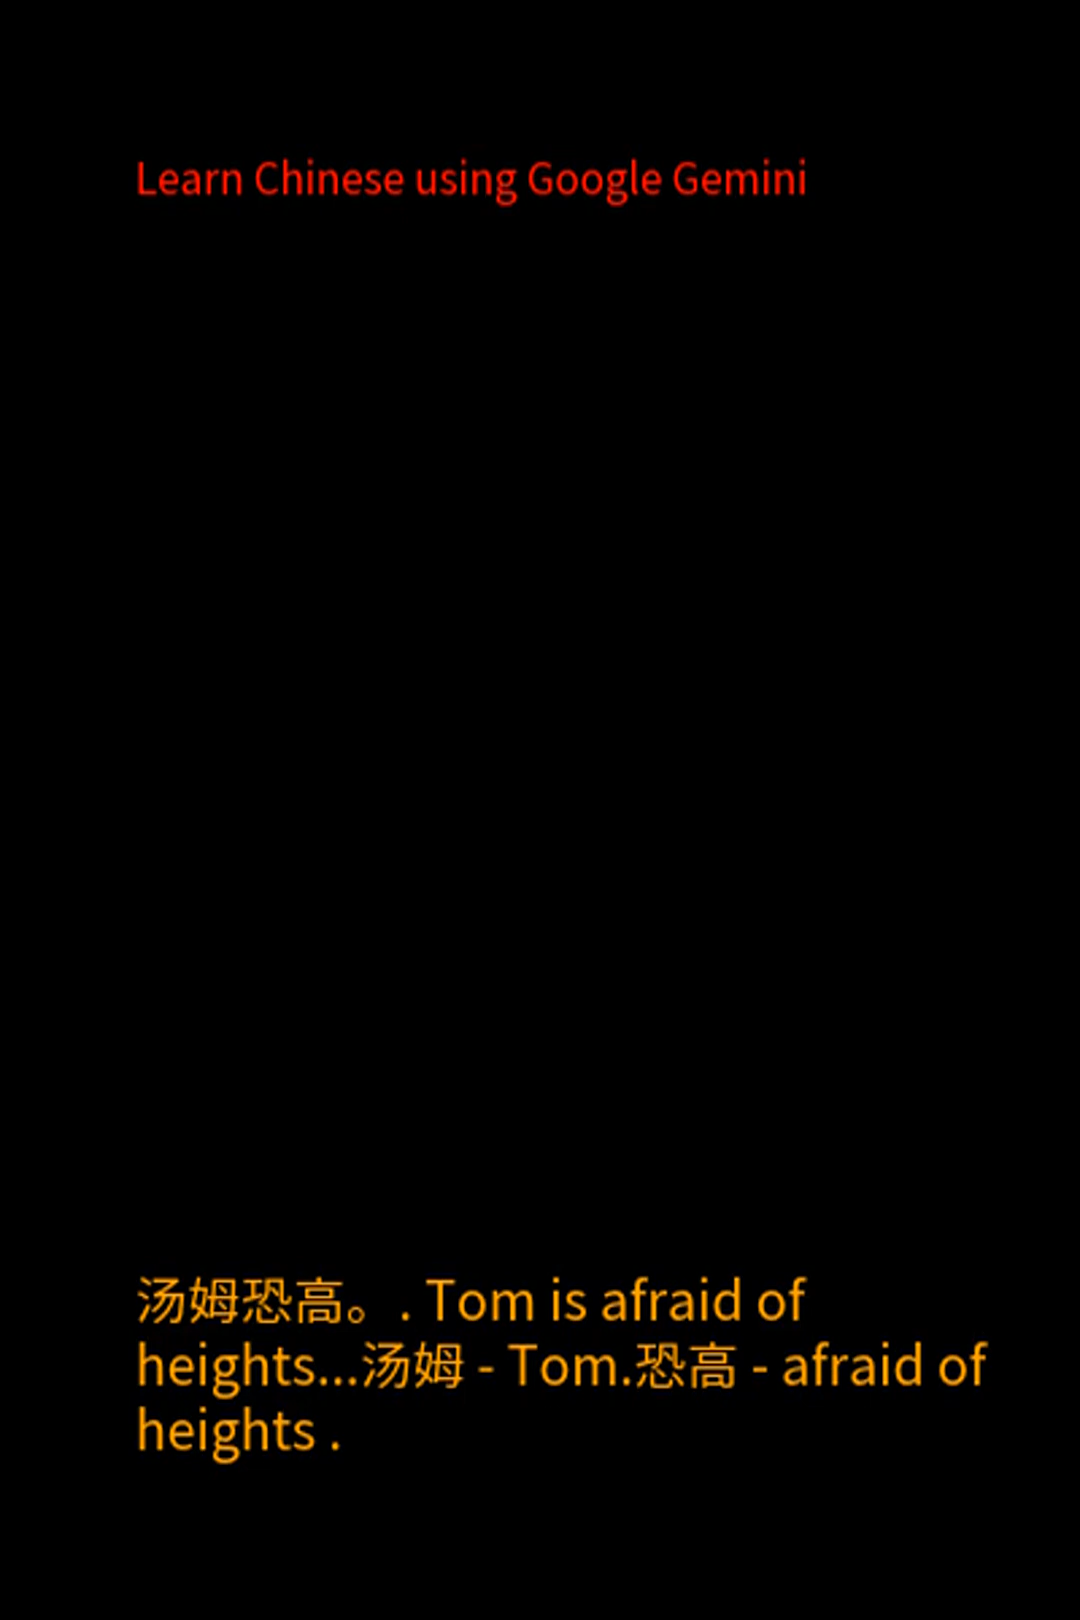 Learn Chinese using Google Gemini
汤姆恐高。 . Tom is afraid of
heights...汤姆 - Tom.恐高 - afraid of
heights .